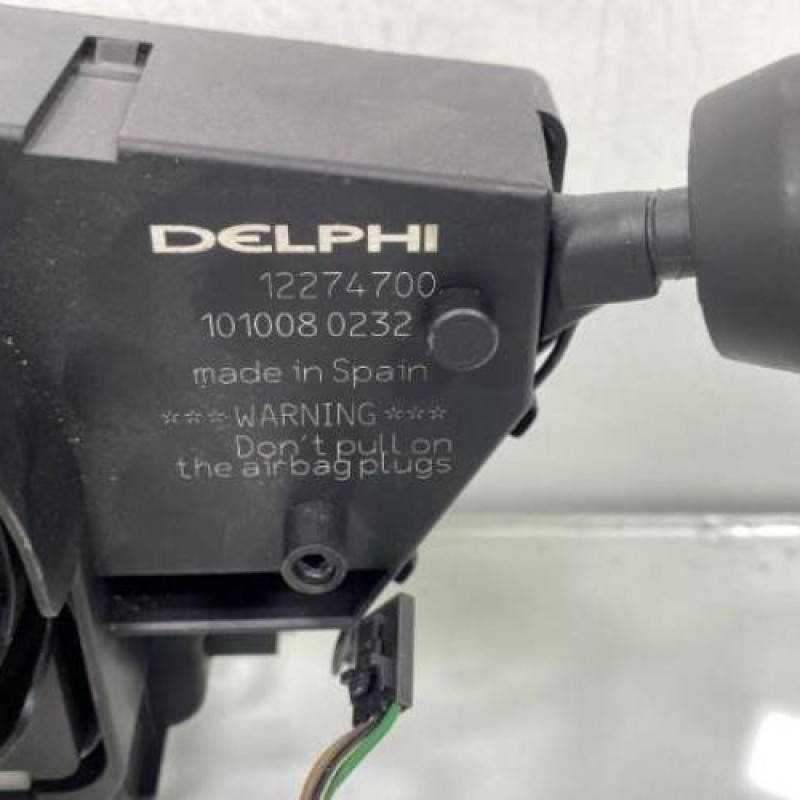 DELPHI
12274700
101008 0232
made in Spain
***WARNING***
Don't pull on
the airbag plugs